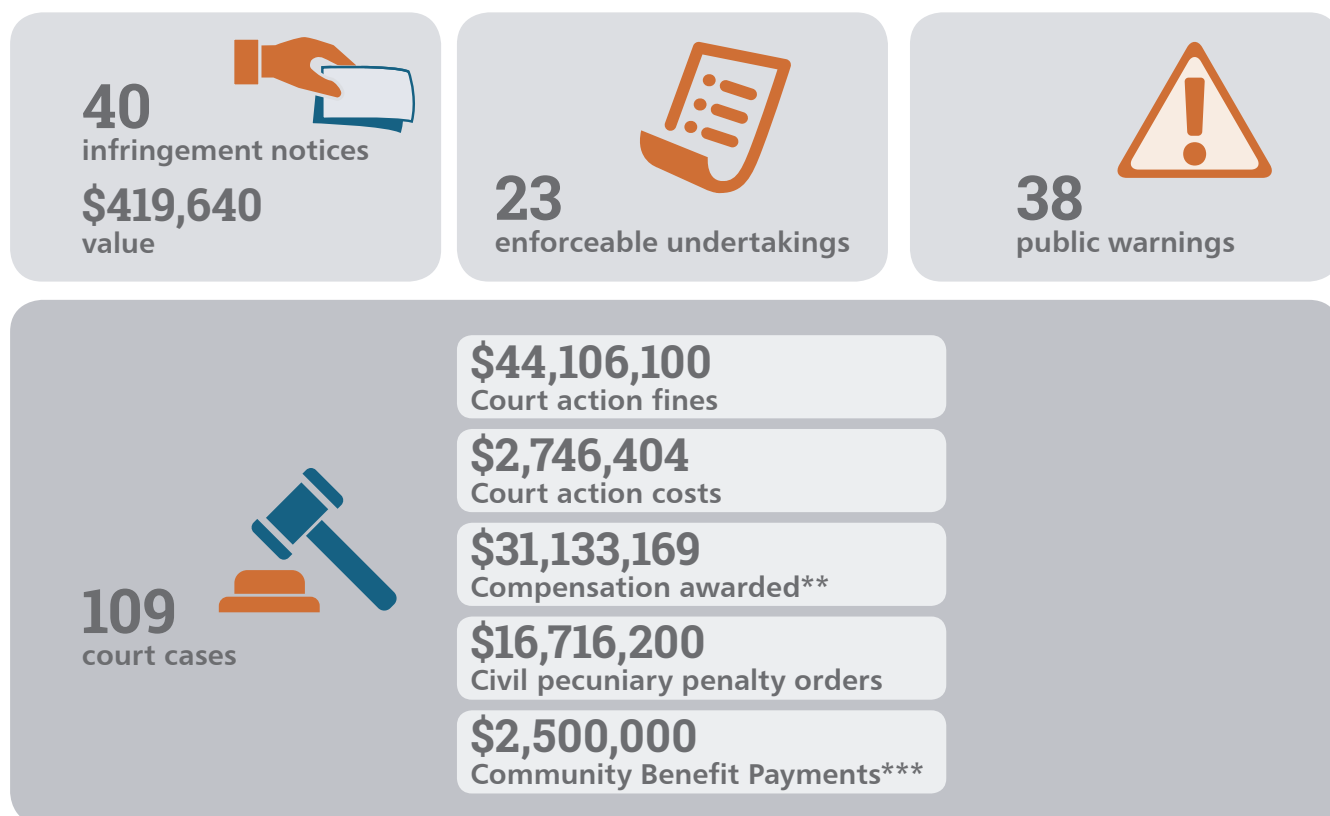 40
infringement notices
$419,640
value
23
enforceable undertakings
38
public warnings
109
court cases
$44,106,100
Court action fines
$2,746,404
Court action costs
$31,133,169
Compensation awarded**
$16,716,200
Civil pecuniary penalty orders
$2,500,000
Community Benefit Payments***